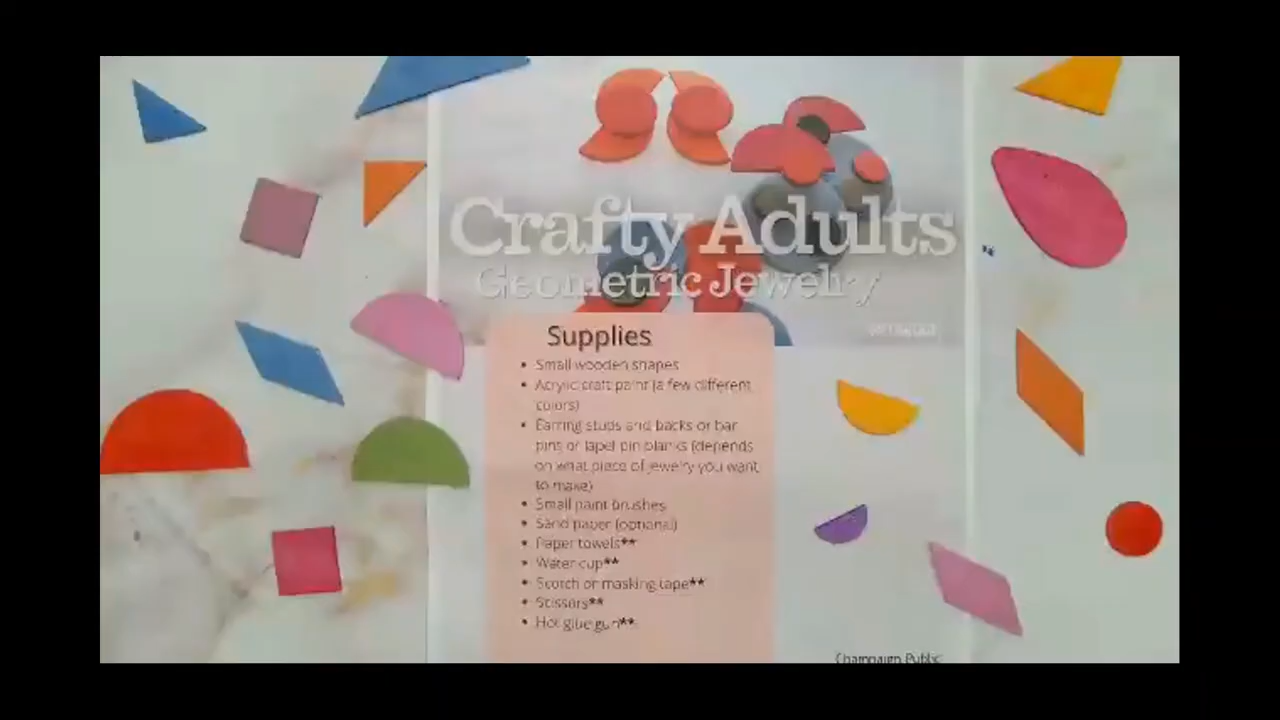 Crafty Adults
Geometric Jewelry
Supplies
• Small wooden shapes
• Acrylic craft paint (a few different
colors)
• Earring studs and backs or bar
pins or lapel pin blanks (depends
on what piece of jewelry you want
to make)
• Small paint brushes
• Sand paper (optional)
• Paper towels**
• Water cup**
• Scotch or masking tape**
• Scissors**
• Hot glue gun**
Champaign Public